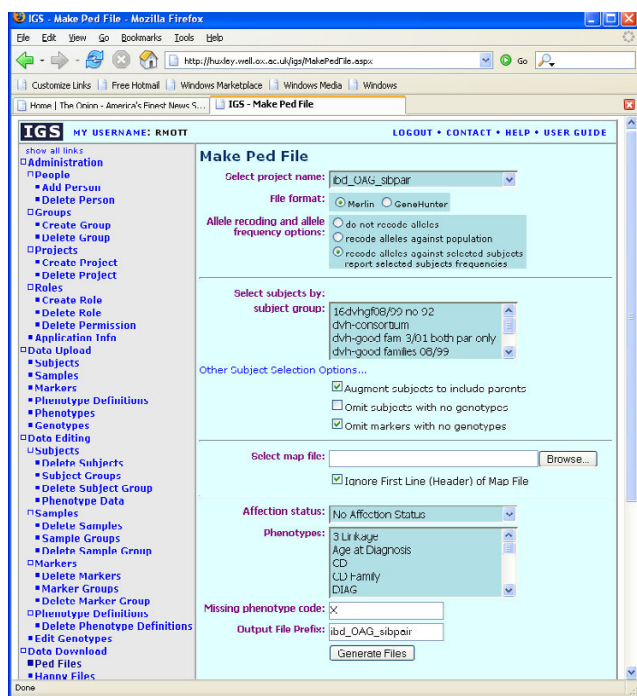 IGS - Make Ped File - Mozilla Firefox
File Edit View Go Bookmarks Tools Help
http://huxley.well.ox.ac.uk/igs/MakePedFile.aspx
Go
Customize Links Free Hotmail Windows Marketplace Windows Media Windows
Home | The Onion - America's Finest News S... IGS - Make Ped File
IGS MY USERNAME: RMOTT LOGOUT • CONTACT • HELP • USER GUIDE
show all links
Administration
People
Add Person
Delete Person
Groups
Create Group
Delete Group
Projects
Create Project
Delete Project
Roles
Create Role
Delete Role
Delete Permission
Application Info
Data Upload
Subjects
Samples
Markers
Phenotype Definitions
Phenotypes
Genotypes
Data Editing
Subjects
Delete Subjects
Subject Groups
Delete Subject Group
Phenotype Data
Samples
Delete Samples
Sample Groups
Delete Sample Group
Markers
Delete Markers
Marker Groups
Delete Marker Group
Phenotype Definitions
Delete Phenotype Definitions
Edit Genotypes
Data Download
Ped Files
Happy Files
Make Ped File
Select project name: ibd_OAG_sibpair
File format: Merlin GeneHunter
Allele recoding and allele frequency options:
do not recode alleles
recode alleles against population
recode alleles against selected subjects
report selected subjects frequencies
Select subjects by:
subject group:
16dvhgf08/99 no 92
dvh-consortium
dvh-good fam 3/01 both par only
dvh-good families 08/99
Other Subject Selection Options...
Augment subjects to include parents
Omit subjects with no genotypes
Omit markers with no genotypes
Select map file: Browse...
Ignore First Line (Header) of Map File
Affection status: No Affection Status
Phenotypes:
3 Linkage
Age at Diagnosis
CD
CD Family
DIAG
Missing phenotype code: X
Output File Prefix: ibd_OAG_sibpair
Generate Files
Done